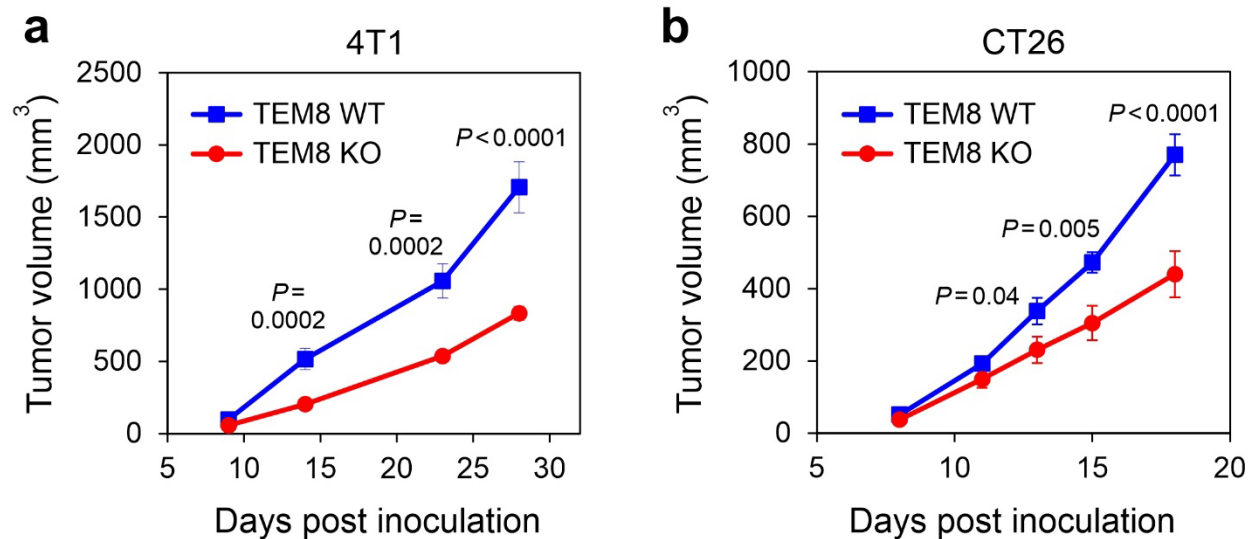 a
4T1
2500
2000
1500
1000
500
0
Tumor volume (mm³)
TEM8 WT
TEM8 KO
P<0.0001
P=
0.0002
P=
0.0002
5
10
15
20
25
30
Days post inoculation
b
CT26
1000
800
600
400
200
0
Tumor volume (mm³)
TEM8 WT
TEM8 KO
P<0.0001
P=0.005
P=0.04
5
10
15
20
Days post inoculation